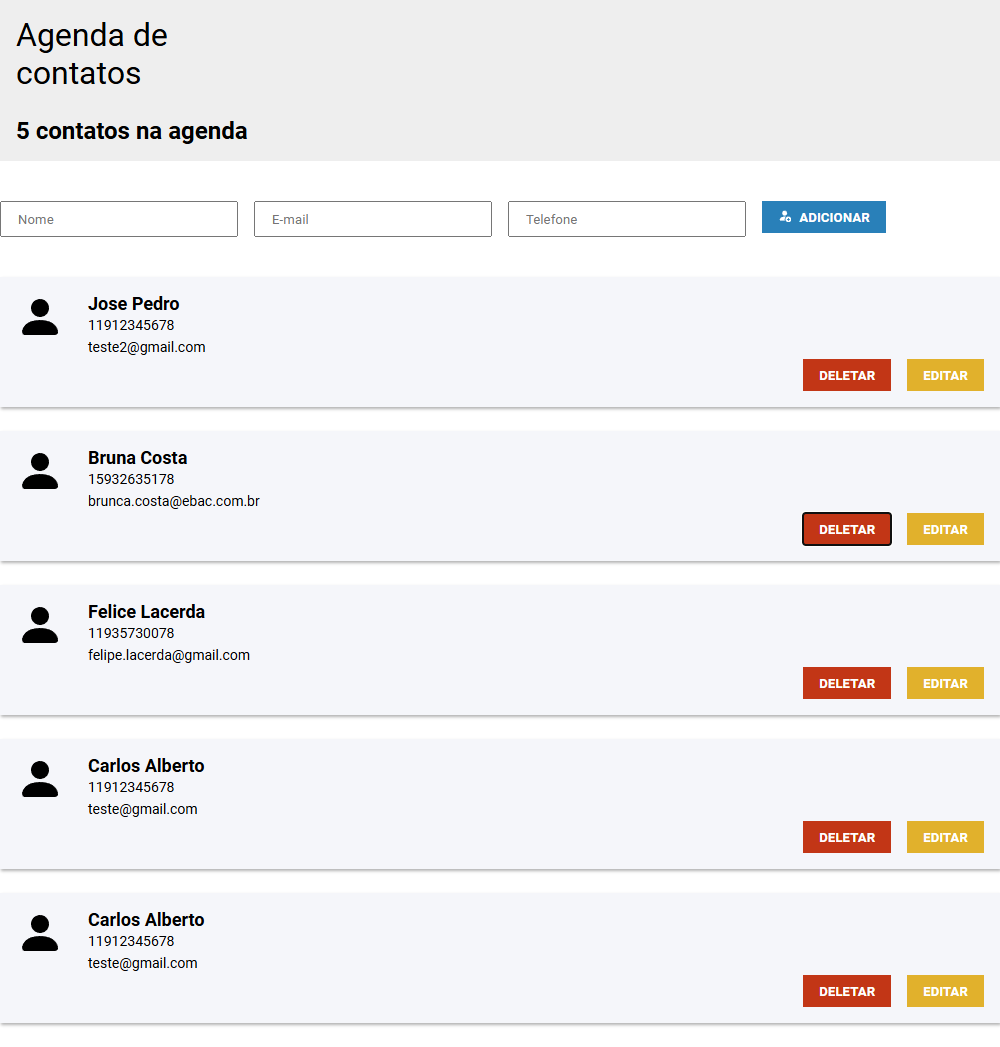 Agenda de
contatos
5 contatos na agenda
Nome
E-mail
Telefone
ADICIONAR
Jose Pedro
11912345678
teste2@gmail.com
DELETAR
EDITAR
Bruna Costa
15932635178
brunca.costa@ebac.com.br
DELETAR
EDITAR
Felice Lacerda
11935730078
felipe.lacerda@gmail.com
DELETAR
EDITAR
Carlos Alberto
11912345678
teste@gmail.com
DELETAR
EDITAR
Carlos Alberto
11912345678
teste@gmail.com
DELETAR
EDITAR